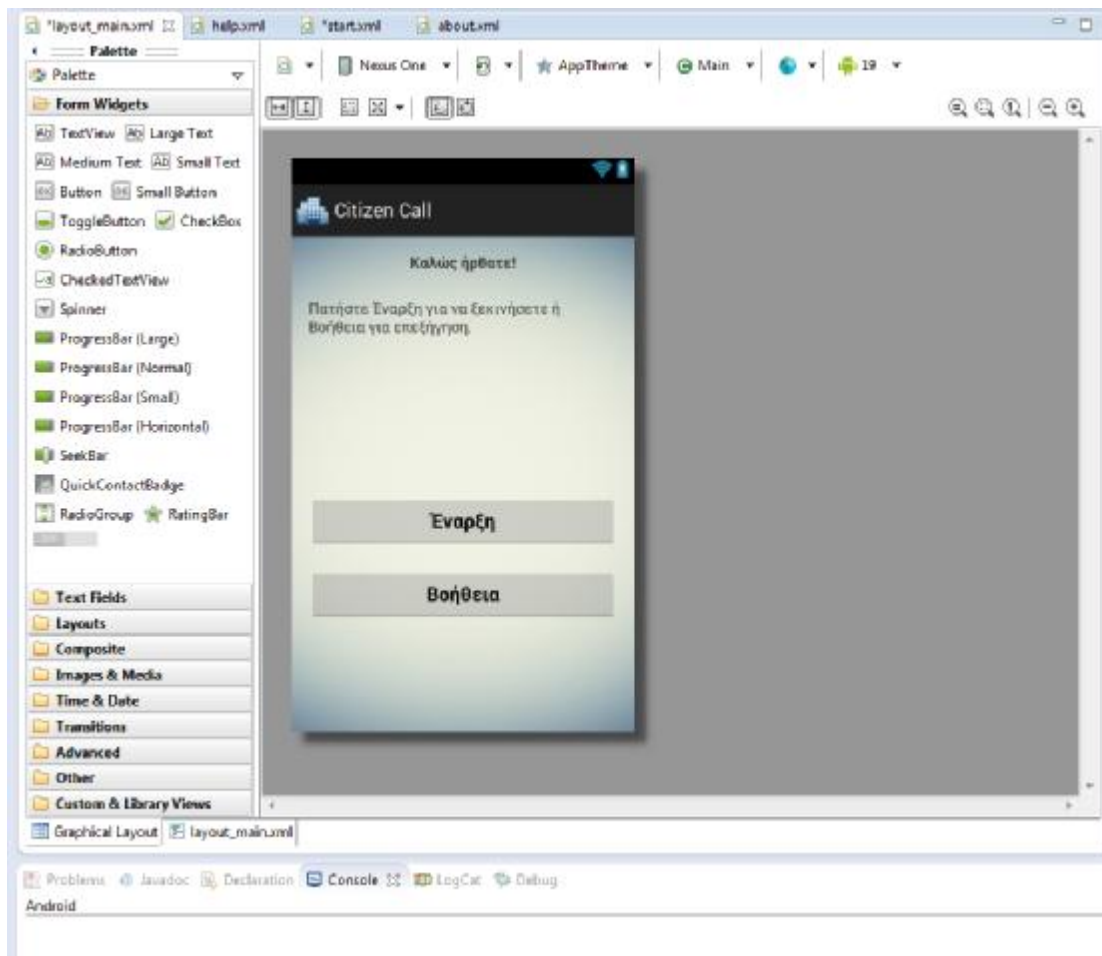 *layout_main.xml help.xml *start.xml about.xml
Palette
Palette
Form Widgets
TextView Large Text
Medium Text Small Text
Button Small Button
ToggleButton CheckBox
RadioButton
CheckedTextView
Spinner
ProgressBar (Large)
ProgressBar (Normal)
ProgressBar (Small)
ProgressBar (Horizontal)
SeekBar
QuickContactBadge
RadioGroup RatingBar
Text Fields
Layouts
Composite
Images & Media
Time & Date
Transitions
Advanced
Other
Custom & Library Views
Graphical Layout layout_main.xml
Nexus One AppTheme Main 19
Citizen Call
Καλώς ήρθατε!
Πατήστε Έναρξη για να ξεκινήσετε ή
Βοήθεια για επεξήγηση.
Έναρξη
Βοήθεια
Problems Javadoc Declaration Console LogCat Debug
Android